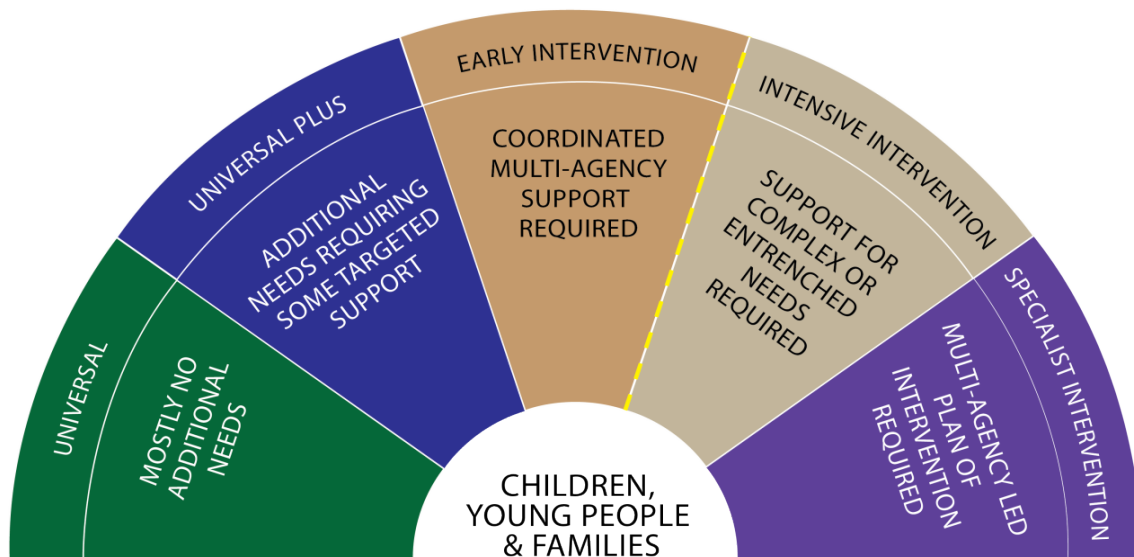 UNIVERSAL
MOSTLY NO
ADDITIONAL
NEEDS
UNIVERSAL PLUS
ADDITIONAL
NEEDS REQUIRING
SOME TARGETED
SUPPORT
EARLY INTERVENTION
COORDINATED
MULTI-AGENCY
SUPPORT
REQUIRED
INTENSIVE INTERVENTION
SUPPORT FOR
COMPLEX OR
ENTRENCHED
NEEDS
REQUIRED
SPECIALIST INTERVENTION
MULTI-AGENCY LED
PLAN OF
INTERVENTION
REQUIRED
CHILDREN,
YOUNG PEOPLE
& FAMILIES